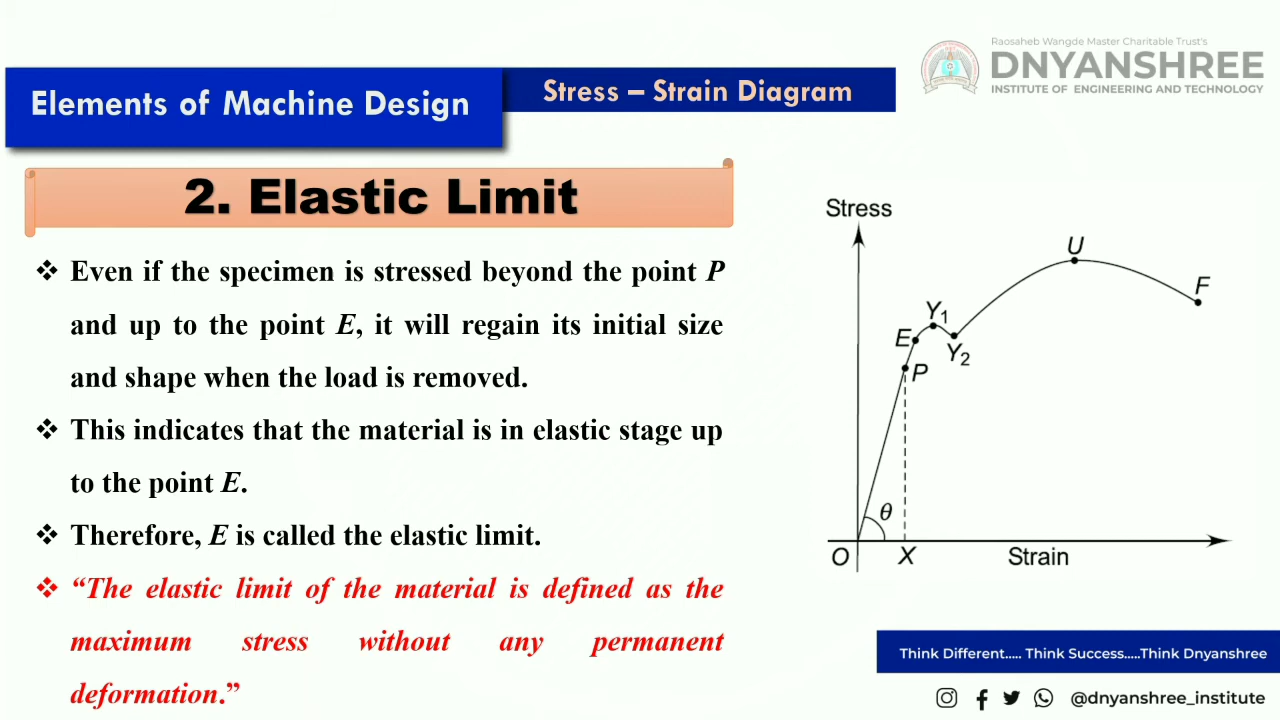 Raosaheb Wangde Master Charitable Trust's
DNYANSHREE
INSTITUTE OF ENGINEERING AND TECHNOLOGY
Elements of Machine Design
Stress – Strain Diagram
2. Elastic Limit
❖ Even if the specimen is stressed beyond the point P
and up to the point E, it will regain its initial size
and shape when the load is removed.
❖ This indicates that the material is in elastic stage up
to the point E.
❖ Therefore, E is called the elastic limit.
❖ “The elastic limit of the material is defined as the
maximum stress without any permanent
deformation.”
Stress
U
F
Y1
E
Y2
P
θ
O
X
Strain
Think Different..... Think Success.....Think Dnyanshree
@dnyanshree_institute